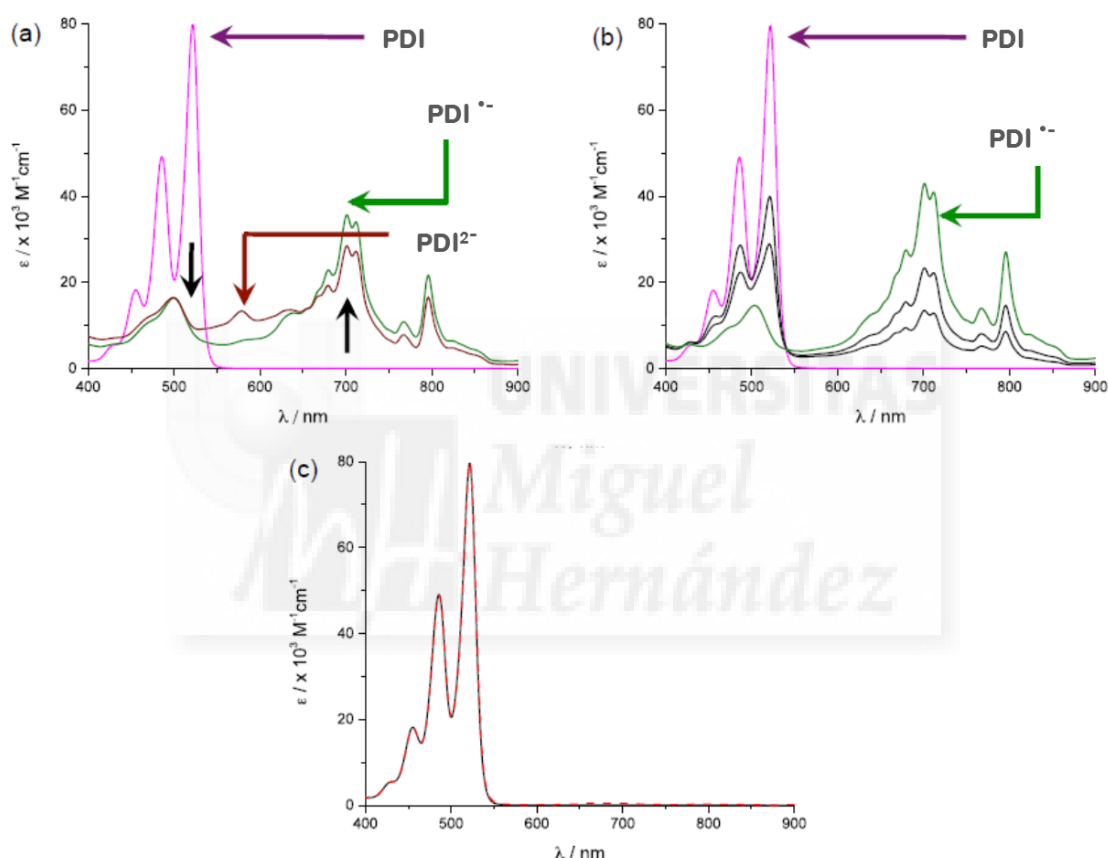 (a)
80
60
40
20
0
ε / x 10³ M⁻¹cm⁻¹
400 500 600 700 800 900
λ / nm
PDI
PDI •-
PDI²⁻
(b)
80
60
40
20
0
ε / x 10³ M⁻¹cm⁻¹
400 500 600 700 800 900
λ / nm
PDI
PDI •-
UNIVERSITAS
Miguel
Hernández
(c)
80
60
40
20
0
ε / x 10³ M⁻¹cm⁻¹
400 500 600 700 800 900
λ / nm